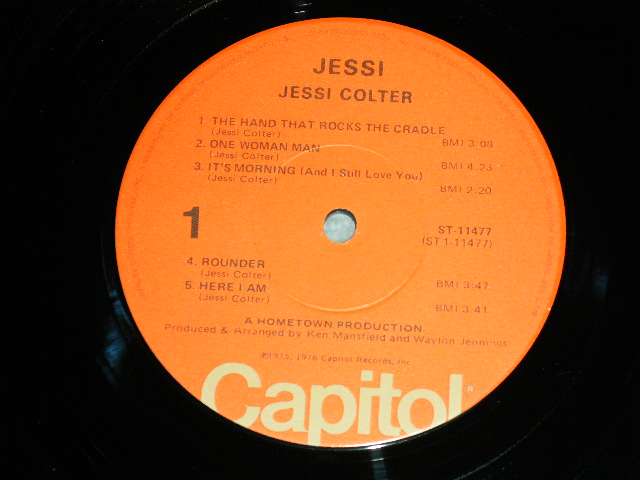 JESSI
JESSI COLTER
1. THE HAND THAT ROCKS THE CRADLE
(Jessi Colter) BMI 3:08
2. ONE WOMAN MAN
(Jessi Colter) BMI 4:23
3. IT'S MORNING (And I Still Love You)
(Jessi Colter) BMI 2:20
1
ST-11477
(ST1-11477)
4. ROUNDER
(Jessi Colter) BMI 3:47
5. HERE I AM
(Jessi Colter) BMI 3:41
A HOMETOWN PRODUCTION
Produced & Arranged by Ken Mansfield and Waylon Jennings
℗1975, 1976 Capitol Records, Inc.
Capitol®